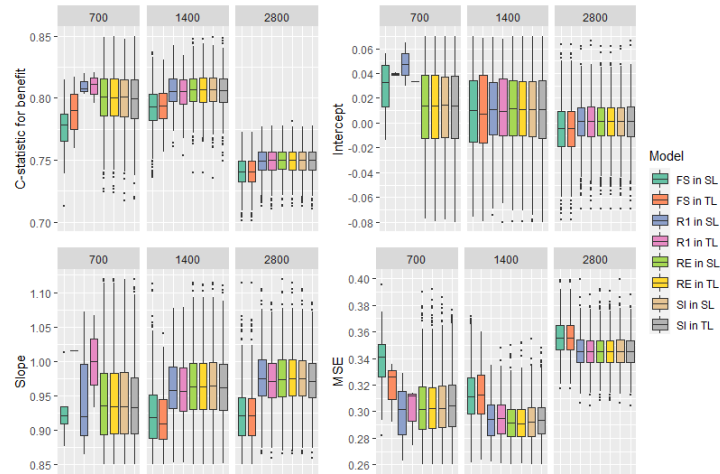 700 1400 2800
C-statistic for benefit
0.85
0.80
0.75
0.70
700 1400 2800
Intercept
0.06
0.04
0.02
0.00
-0.02
-0.04
-0.06
-0.08
700 1400 2800
Slope
1.10
1.05
1.00
0.95
0.90
0.85
700 1400 2800
MSE
0.40
0.38
0.36
0.34
0.32
0.30
0.28
0.26
Model
FS in SL
FS in TL
R1 in SL
R1 in TL
RE in SL
RE in TL
SI in SL
SI in TL